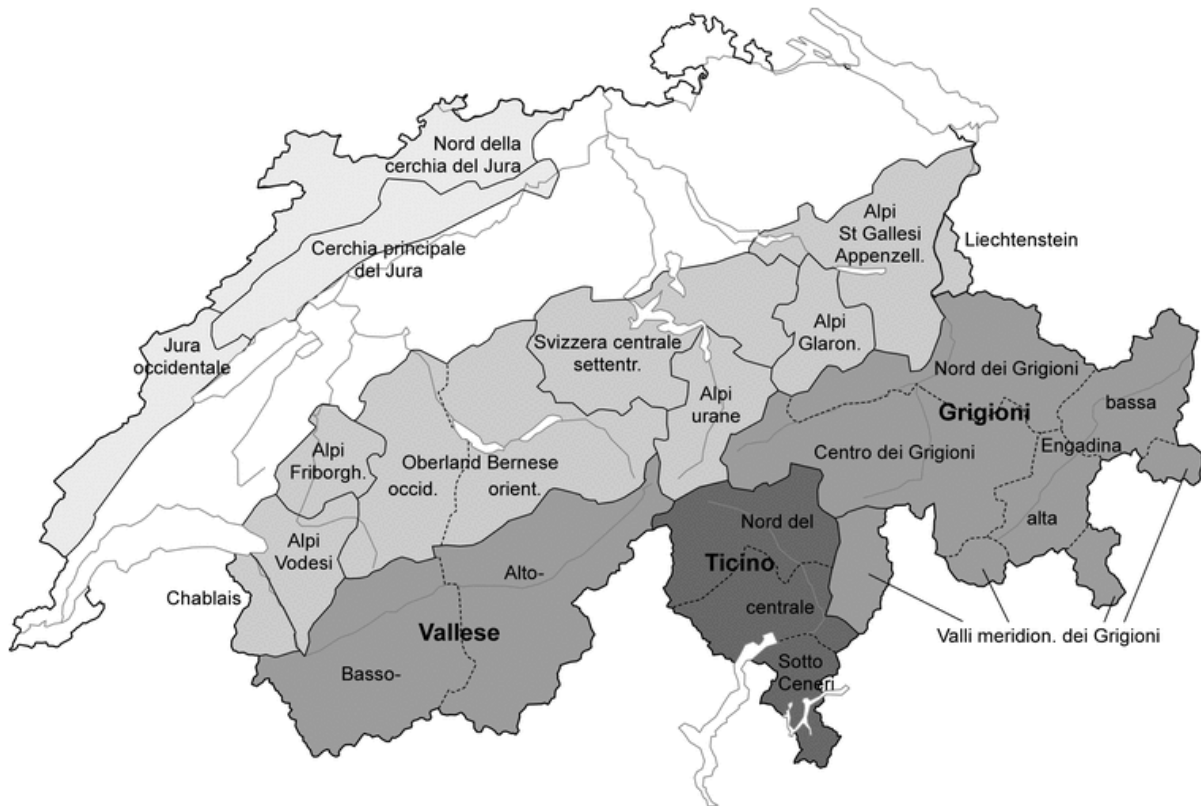 Nord della
cerchia del Jura
Cerchia principale
del Jura
Jura
occidentale
Alpi
St Gallesi
Appenzell.
Liechtenstein
Svizzera centrale
settentr.
Alpi
Glaron.
Alpi
urane
Nord dei Grigioni
Grigioni
bassa
Engadina
alta
Centro dei Grigioni
Alpi
Friborgh.
Oberland Bernese
occid.
orient.
Alpi
Vodesi
Chablais
Alto-
Vallese
Basso-
Nord del
Ticino
centrale
Sotto
Ceneri
Valli meridion. dei Grigioni